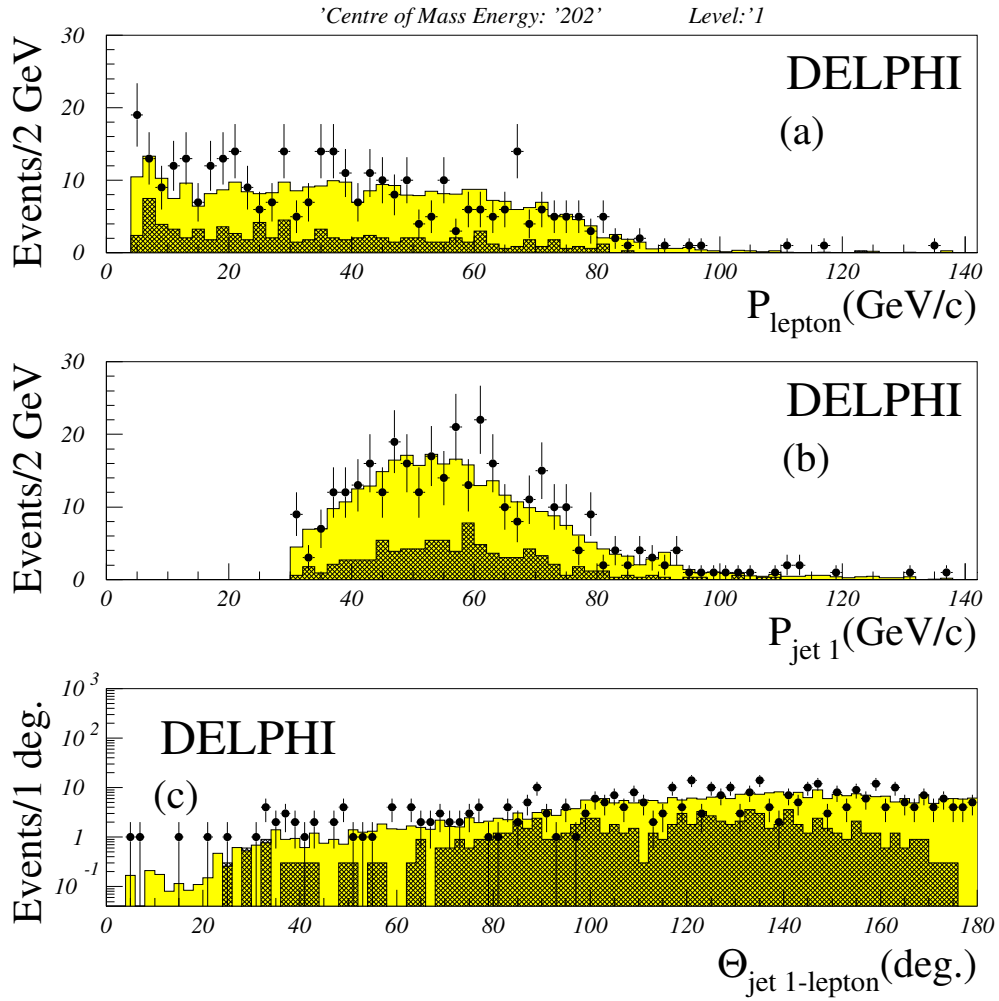 'Centre of Mass Energy: '202' Level:'1
Events/2 GeV
30
20
10
0
DELPHI
(a)
0 20 40 60 80 100 120 140
P_lepton(GeV/c)
Events/2 GeV
30
20
10
0
DELPHI
(b)
0 20 40 60 80 100 120 140
P_jet 1(GeV/c)
Events/1 deg.
10^3
10^2
10
1
10^-1
DELPHI
(c)
0 20 40 60 80 100 120 140 160 180
Θ_jet 1-lepton(deg.)